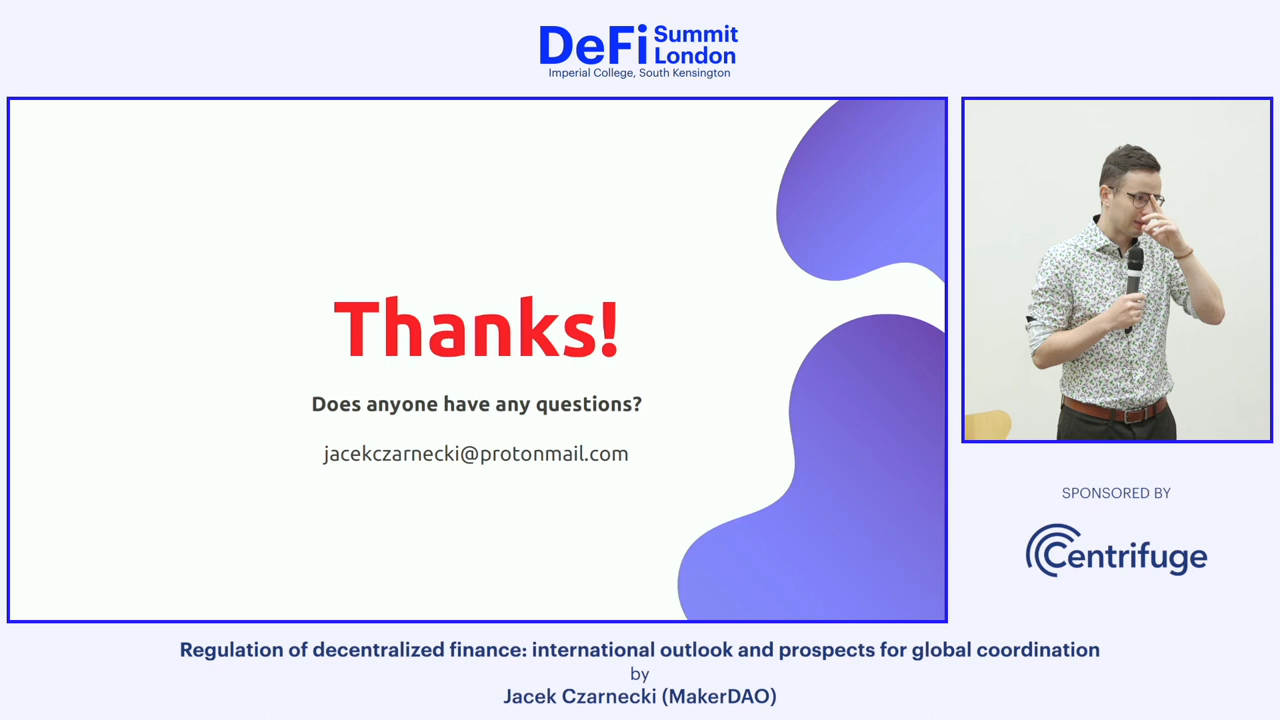 DeFi Summit
London
Imperial College, South Kensington
Thanks!
Does anyone have any questions?
jacekczarnecki@protonmail.com
SPONSORED BY
Centrifuge
Regulation of decentralized finance: international outlook and prospects for global coordination
by
Jacek Czarnecki (MakerDAO)